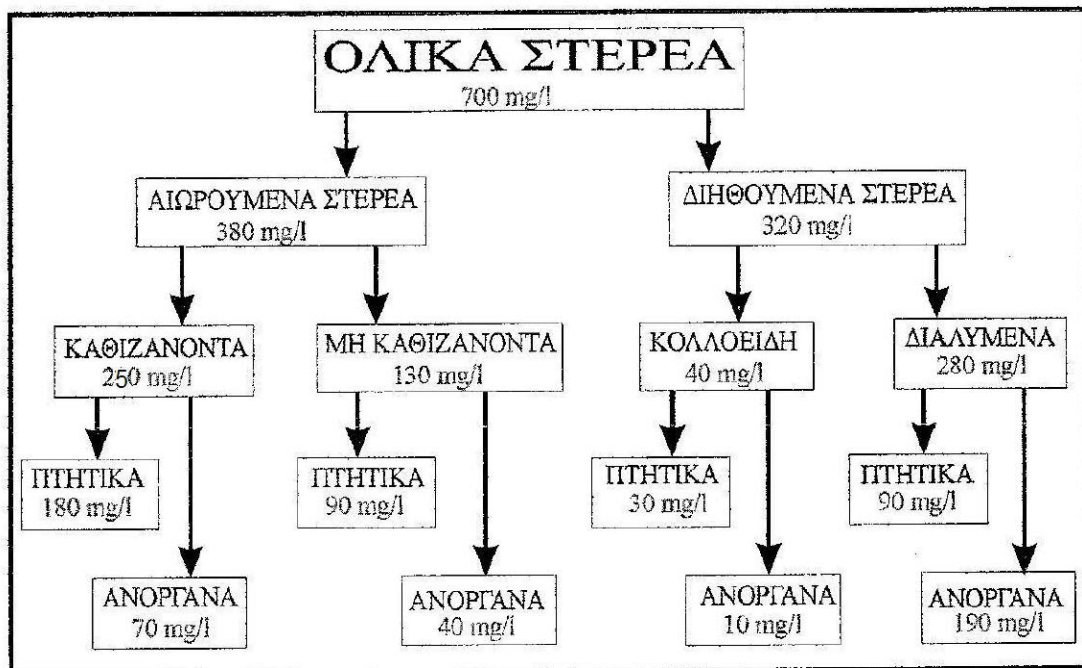 ΟΛΙΚΑ ΣΤΕΡΕΑ
700 mg/l
ΑΙΩΡΟΥΜΕΝΑ ΣΤΕΡΕΑ
380 mg/l
ΔΙΗΘΟΥΜΕΝΑ ΣΤΕΡΕΑ
320 mg/l
ΚΑΘΙΖΑΝΟΝΤΑ
250 mg/l
ΜΗ ΚΑΘΙΖΑΝΟΝΤΑ
130 mg/l
ΚΟΛΛΟΕΙΔΗ
40 mg/l
ΔΙΑΛΥΜΕΝΑ
280 mg/l
ΠΤΗΤΙΚΑ
180 mg/l
ΠΤΗΤΙΚΑ
90 mg/l
ΠΤΗΤΙΚΑ
30 mg/l
ΠΤΗΤΙΚΑ
90 mg/l
ΑΝΟΡΓΑΝΑ
70 mg/l
ΑΝΟΡΓΑΝΑ
40 mg/l
ΑΝΟΡΓΑΝΑ
10 mg/l
ΑΝΟΡΓΑΝΑ
190 mg/l